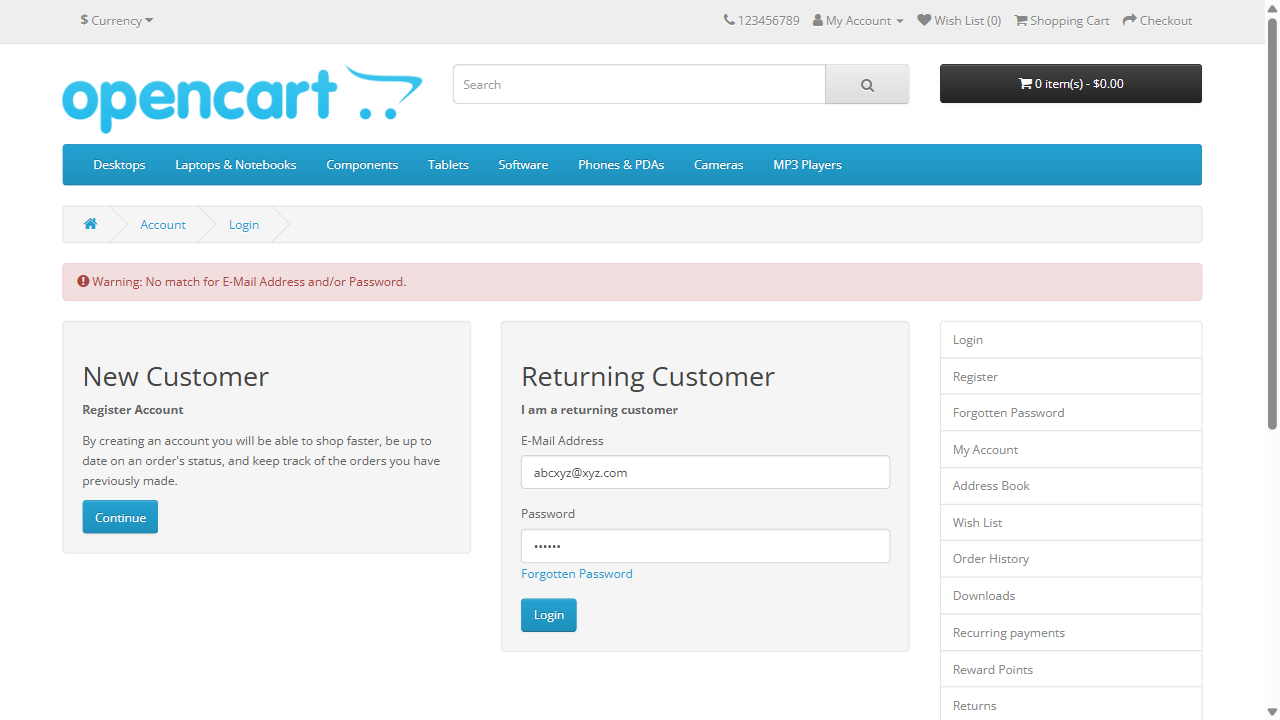 $ Currency
123456789
My Account
Wish List (0)
Shopping Cart
Checkout
opencart
Search
0 item(s) - $0.00
Desktops
Laptops & Notebooks
Components
Tablets
Software
Phones & PDAs
Cameras
MP3 Players
Account
Login
Warning: No match for E-Mail Address and/or Password.
New Customer
Register Account
By creating an account you will be able to shop faster, be up to
date on an order's status, and keep track of the orders you have
previously made.
Continue
Returning Customer
I am a returning customer
E-Mail Address
abcxyz@xyz.com
Password
••••••
Forgotten Password
Login
Login
Register
Forgotten Password
My Account
Address Book
Wish List
Order History
Downloads
Recurring payments
Reward Points
Returns